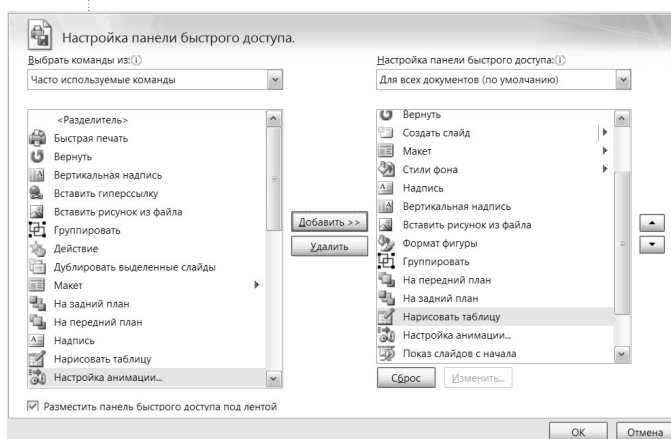 Настройка панели быстрого доступа.
Выбрать команды из:
Часто используемые команды
<Разделитель>
Быстрая печать
Вернуть
Вертикальная надпись
Вставить гиперссылку
Вставить рисунок из файла
Группировать
Действие
Дублировать выделенные слайды
Макет
На задний план
На передний план
Надпись
Нарисовать таблицу
Настройка анимации...
Разместить панель быстрого доступа под лентой
Добавить >>
Удалить
Настройка панели быстрого доступа:
Для всех документов (по умолчанию)
Вернуть
Создать слайд
Макет
Стили фона
Надпись
Вертикальная надпись
Вставить рисунок из файла
Формат фигуры
Группировать
На передний план
На задний план
Нарисовать таблицу
Настройка анимации...
Показ слайдов с начала
Сброс
Изменить...
ОК
Отмена